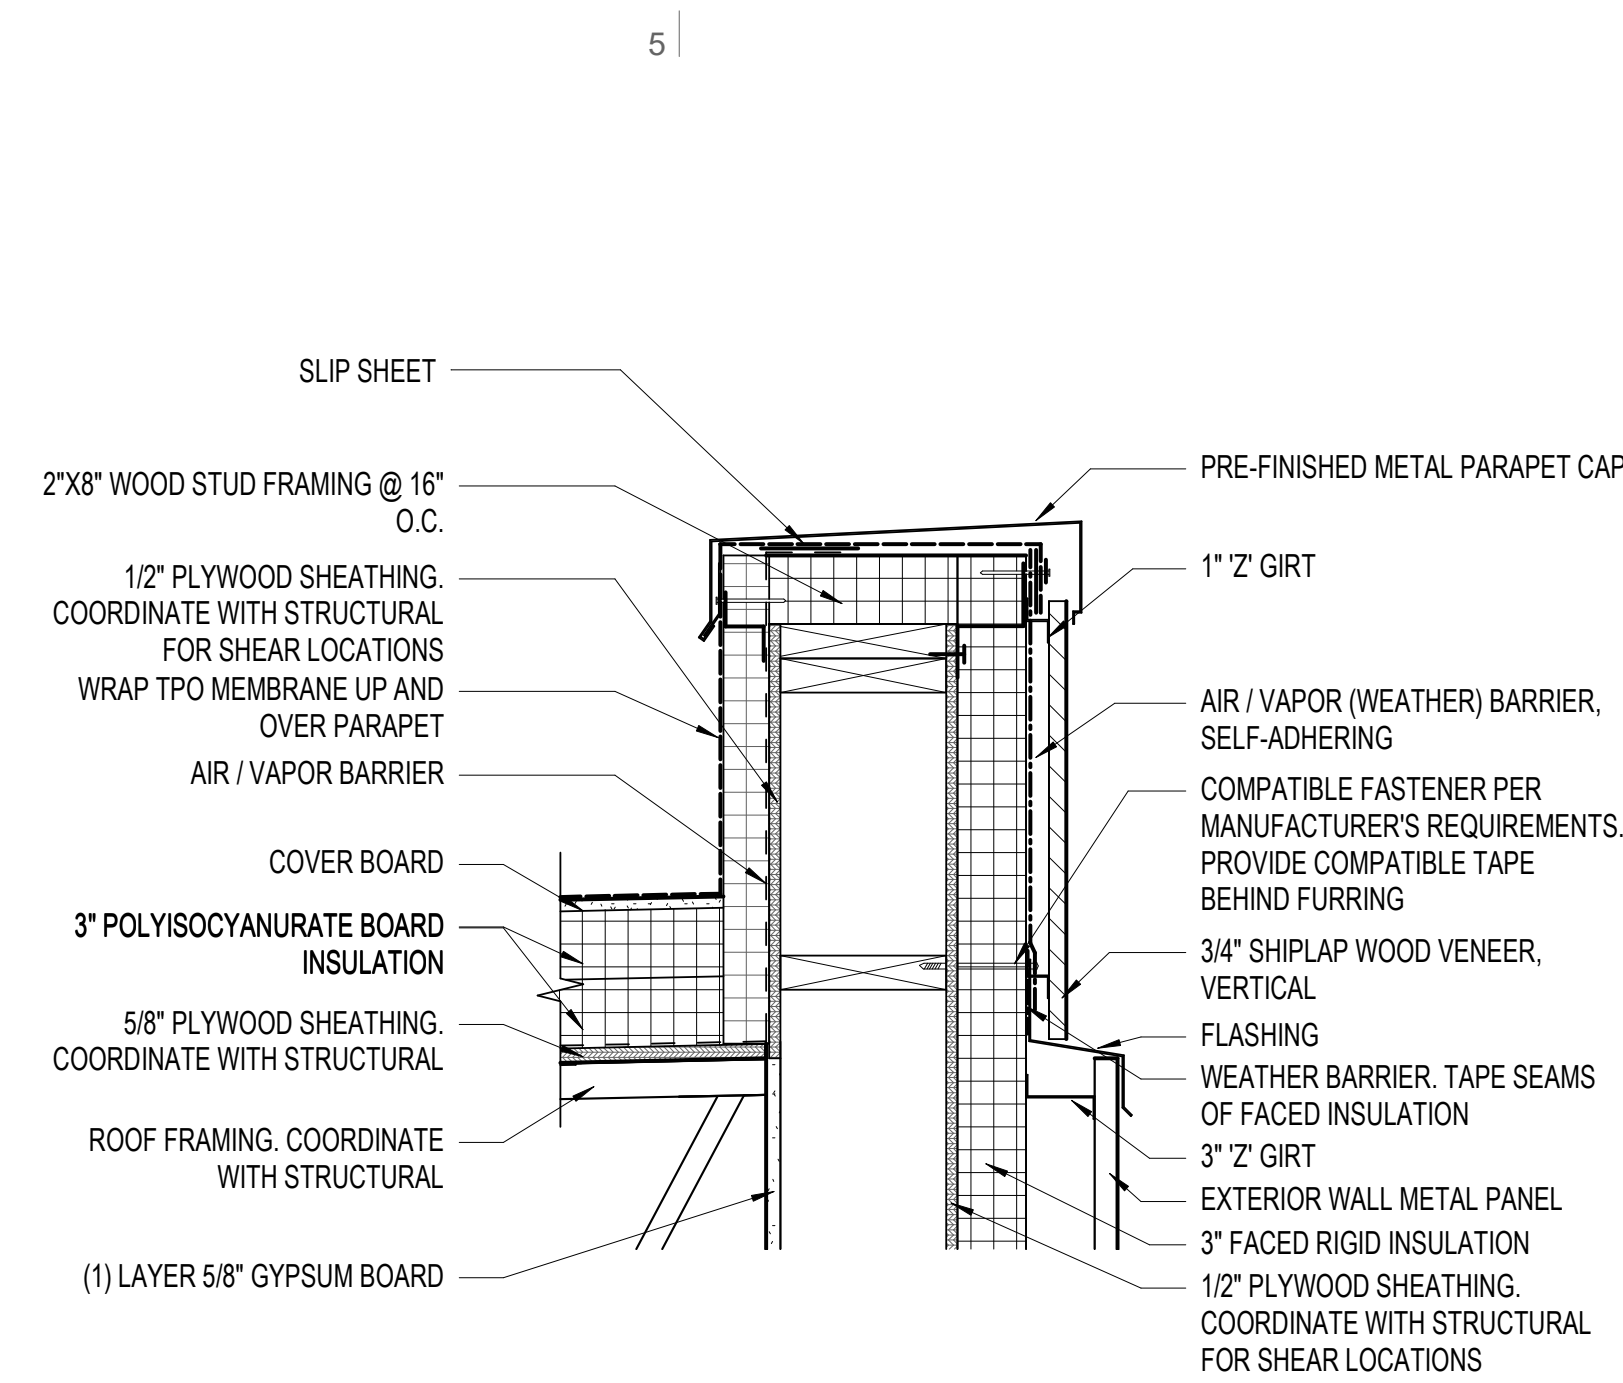 5
SLIP SHEET
2"X8" WOOD STUD FRAMING @ 16"
O.C.
1/2" PLYWOOD SHEATHING.
COORDINATE WITH STRUCTURAL
FOR SHEAR LOCATIONS
WRAP TPO MEMBRANE UP AND
OVER PARAPET
AIR / VAPOR BARRIER
COVER BOARD
3" POLYISOCYANURATE BOARD
INSULATION
5/8" PLYWOOD SHEATHING.
COORDINATE WITH STRUCTURAL
ROOF FRAMING. COORDINATE
WITH STRUCTURAL
(1) LAYER 5/8" GYPSUM BOARD
PRE-FINISHED METAL PARAPET CAP
1" 'Z' GIRT
AIR / VAPOR (WEATHER) BARRIER,
SELF-ADHERING
COMPATIBLE FASTENER PER
MANUFACTURER'S REQUIREMENTS.
PROVIDE COMPATIBLE TAPE
BEHIND FURRING
3/4" SHIPLAP WOOD VENEER,
VERTICAL
FLASHING
WEATHER BARRIER. TAPE SEAMS
OF FACED INSULATION
3" 'Z' GIRT
EXTERIOR WALL METAL PANEL
3" FACED RIGID INSULATION
1/2" PLYWOOD SHEATHING.
COORDINATE WITH STRUCTURAL
FOR SHEAR LOCATIONS